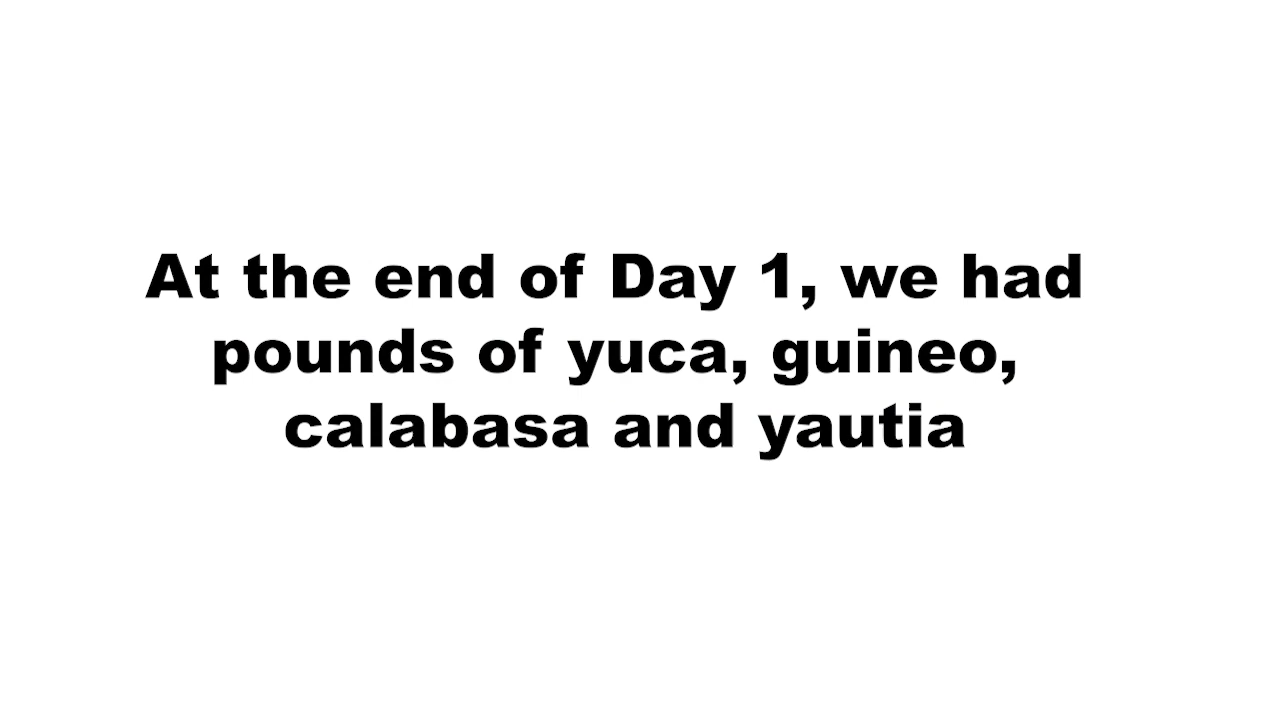 At the end of Day 1, we had
pounds of yuca, guineo,
calabasa and yautia